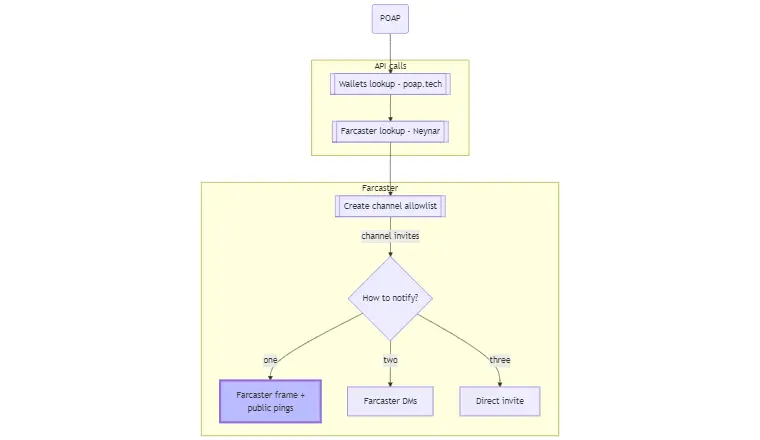 POAP
API calls
Wallets lookup - poap.tech
Farcaster lookup - Neynar
Farcaster
Create channel allowlist
channel invites
How to notify?
one
two
three
Farcaster frame +
public pings
Farcaster DMs
Direct invite